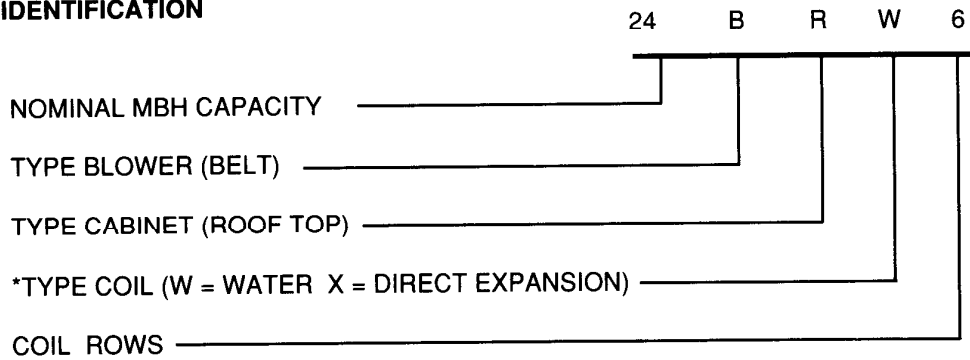 IDENTIFICATION
24 B R W 6
NOMINAL MBH CAPACITY
TYPE BLOWER (BELT)
TYPE CABINET (ROOF TOP)
*TYPE COIL (W = WATER X = DIRECT EXPANSION)
COIL ROWS